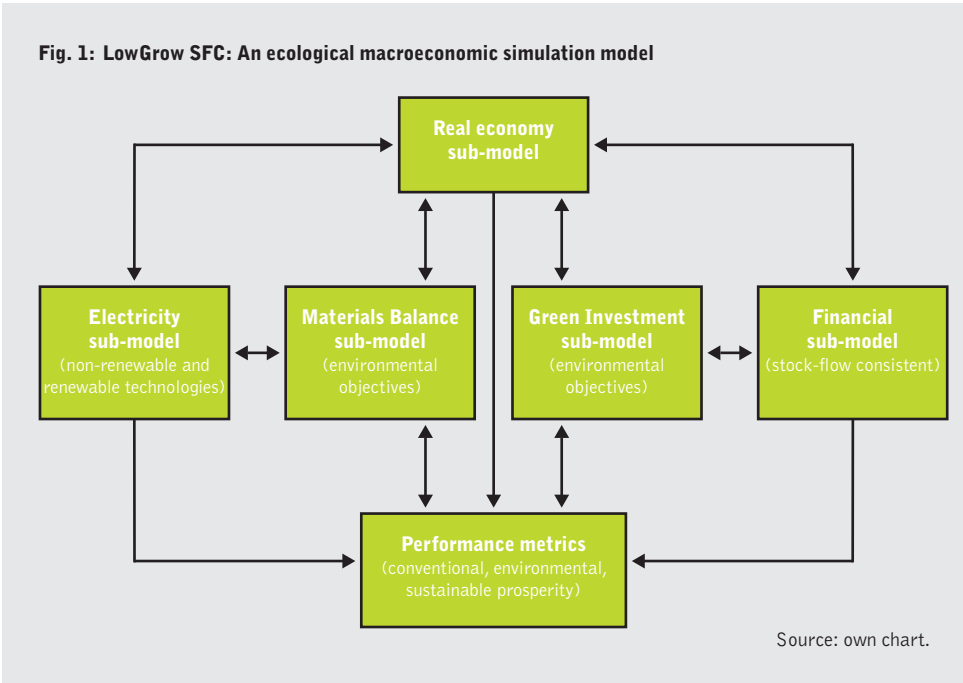 Fig. 1: LowGrow SFC: An ecological macroeconomic simulation model
Real economy
sub-model
Electricity
sub-model
(non-renewable and
renewable technologies)
Materials Balance
sub-model
(environmental
objectives)
Green Investment
sub-model
(environmental
objectives)
Financial
sub-model
(stock-flow consistent)
Performance metrics
(conventional, environmental,
sustainable prosperity)
Source: own chart.